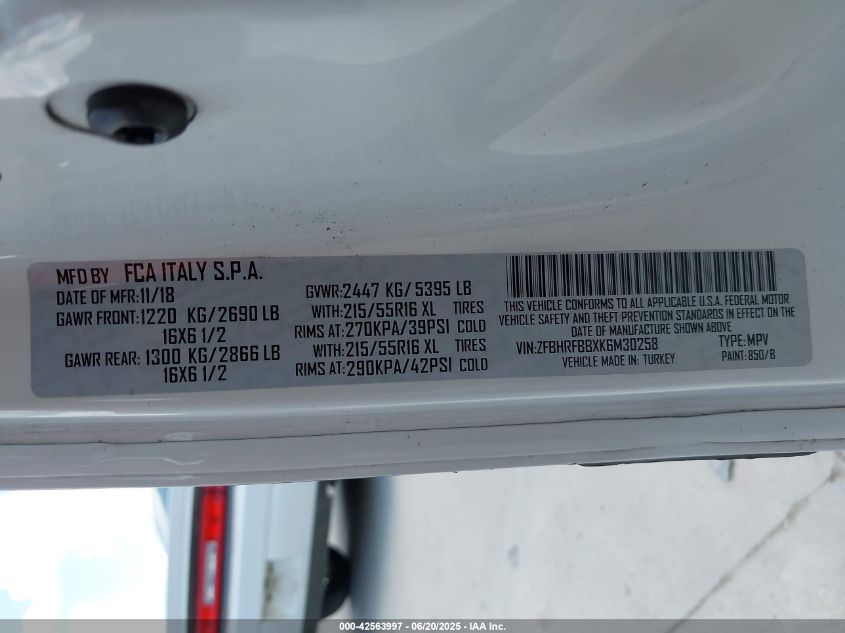 MFD BY FCA ITALY S.P.A.
DATE OF MFR:11/18
GAWR FRONT:1220 KG/2690 LB
16X6 1/2
GAWR REAR:1300 KG/2866 LB
16X6 1/2
GVWR:2447 KG/5395 LB
WITH:215/55R16 XL TIRES
RIMS AT:270KPA/39PSI COLD
WITH:215/55R16 XL TIRES
RIMS AT:290KPA/42PSI COLD
THIS VEHICLE CONFORMS TO ALL APPLICABLE U.S.A. FEDERAL MOTOR
VEHICLE SAFETY AND THEFT PREVENTION STANDARDS IN EFFECT ON THE
DATE OF MANUFACTURE SHOWN ABOVE
VIN:ZFBHRFBBXK6M30258 TYPE:MPV
VEHICLE MADE IN: TURKEY PAINT:850/B
000-42563997 - 06/20/2025 - IAA Inc.